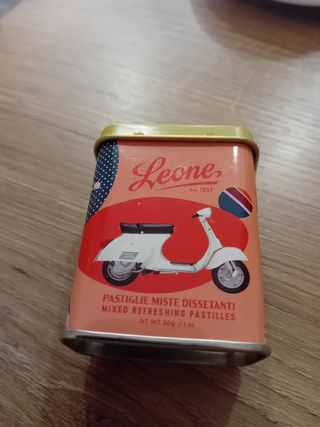 Leone
DAL 1857
PASTIGLIE MISTE DISSETANTI
MIXED REFRESHING PASTILLES
NET WT 30g / 1 oz